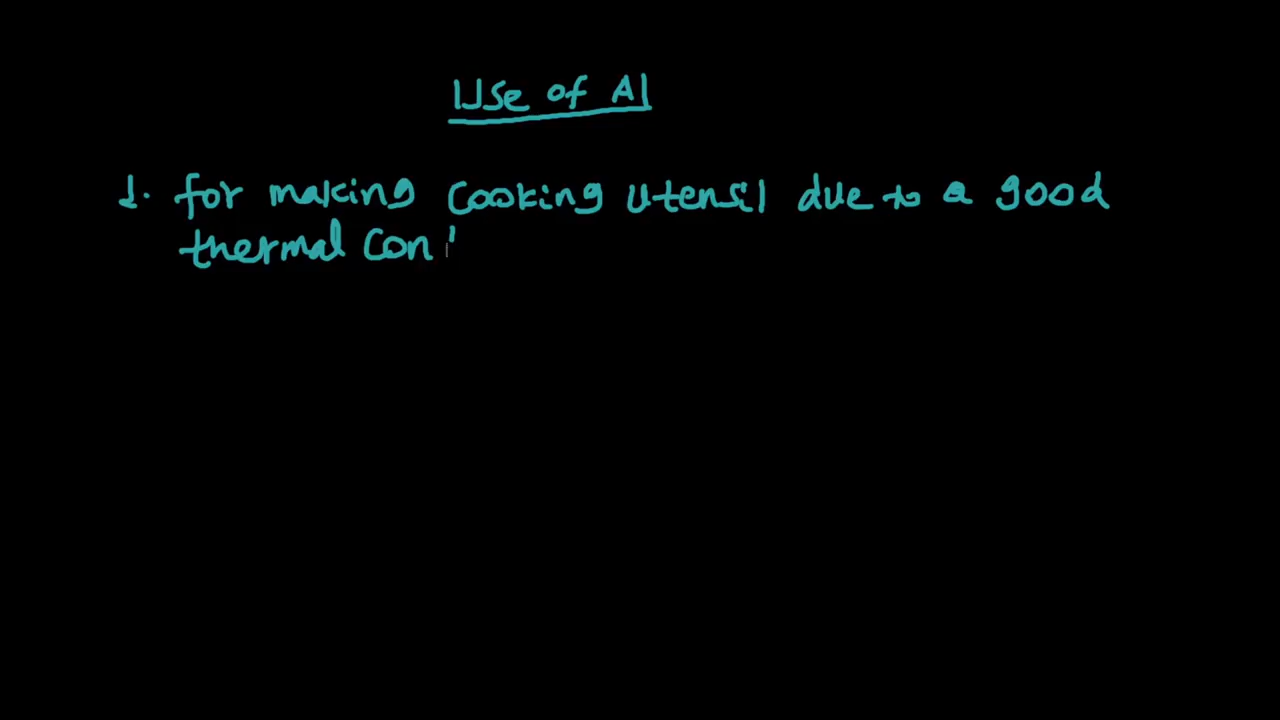 Use of Al
1. for making cooking utensil due to a good
thermal con